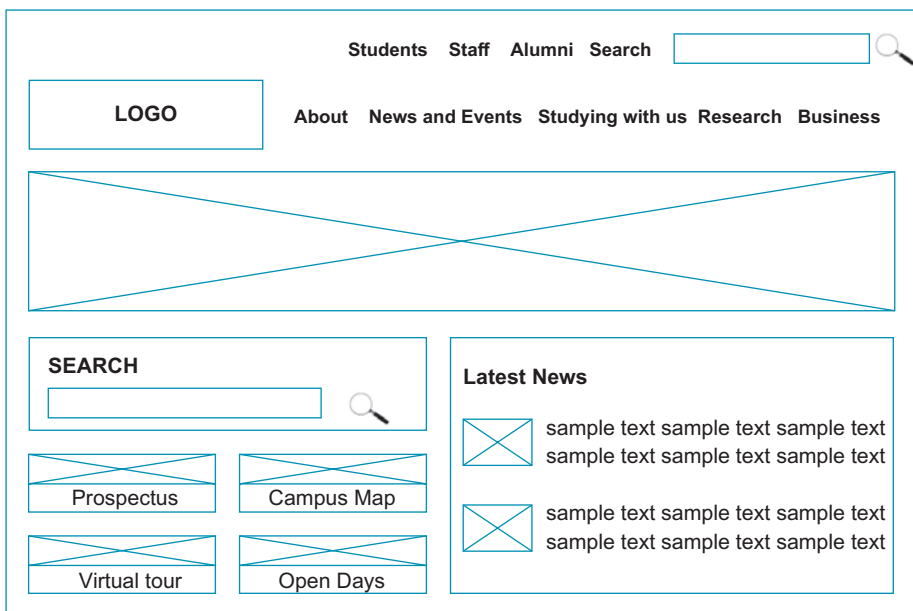 Students Staff Alumni Search
LOGO
About News and Events Studying with us Research Business
SEARCH
Prospectus Campus Map
Virtual tour Open Days
Latest News
sample text sample text sample text
sample text sample text sample text
sample text sample text sample text
sample text sample text sample text